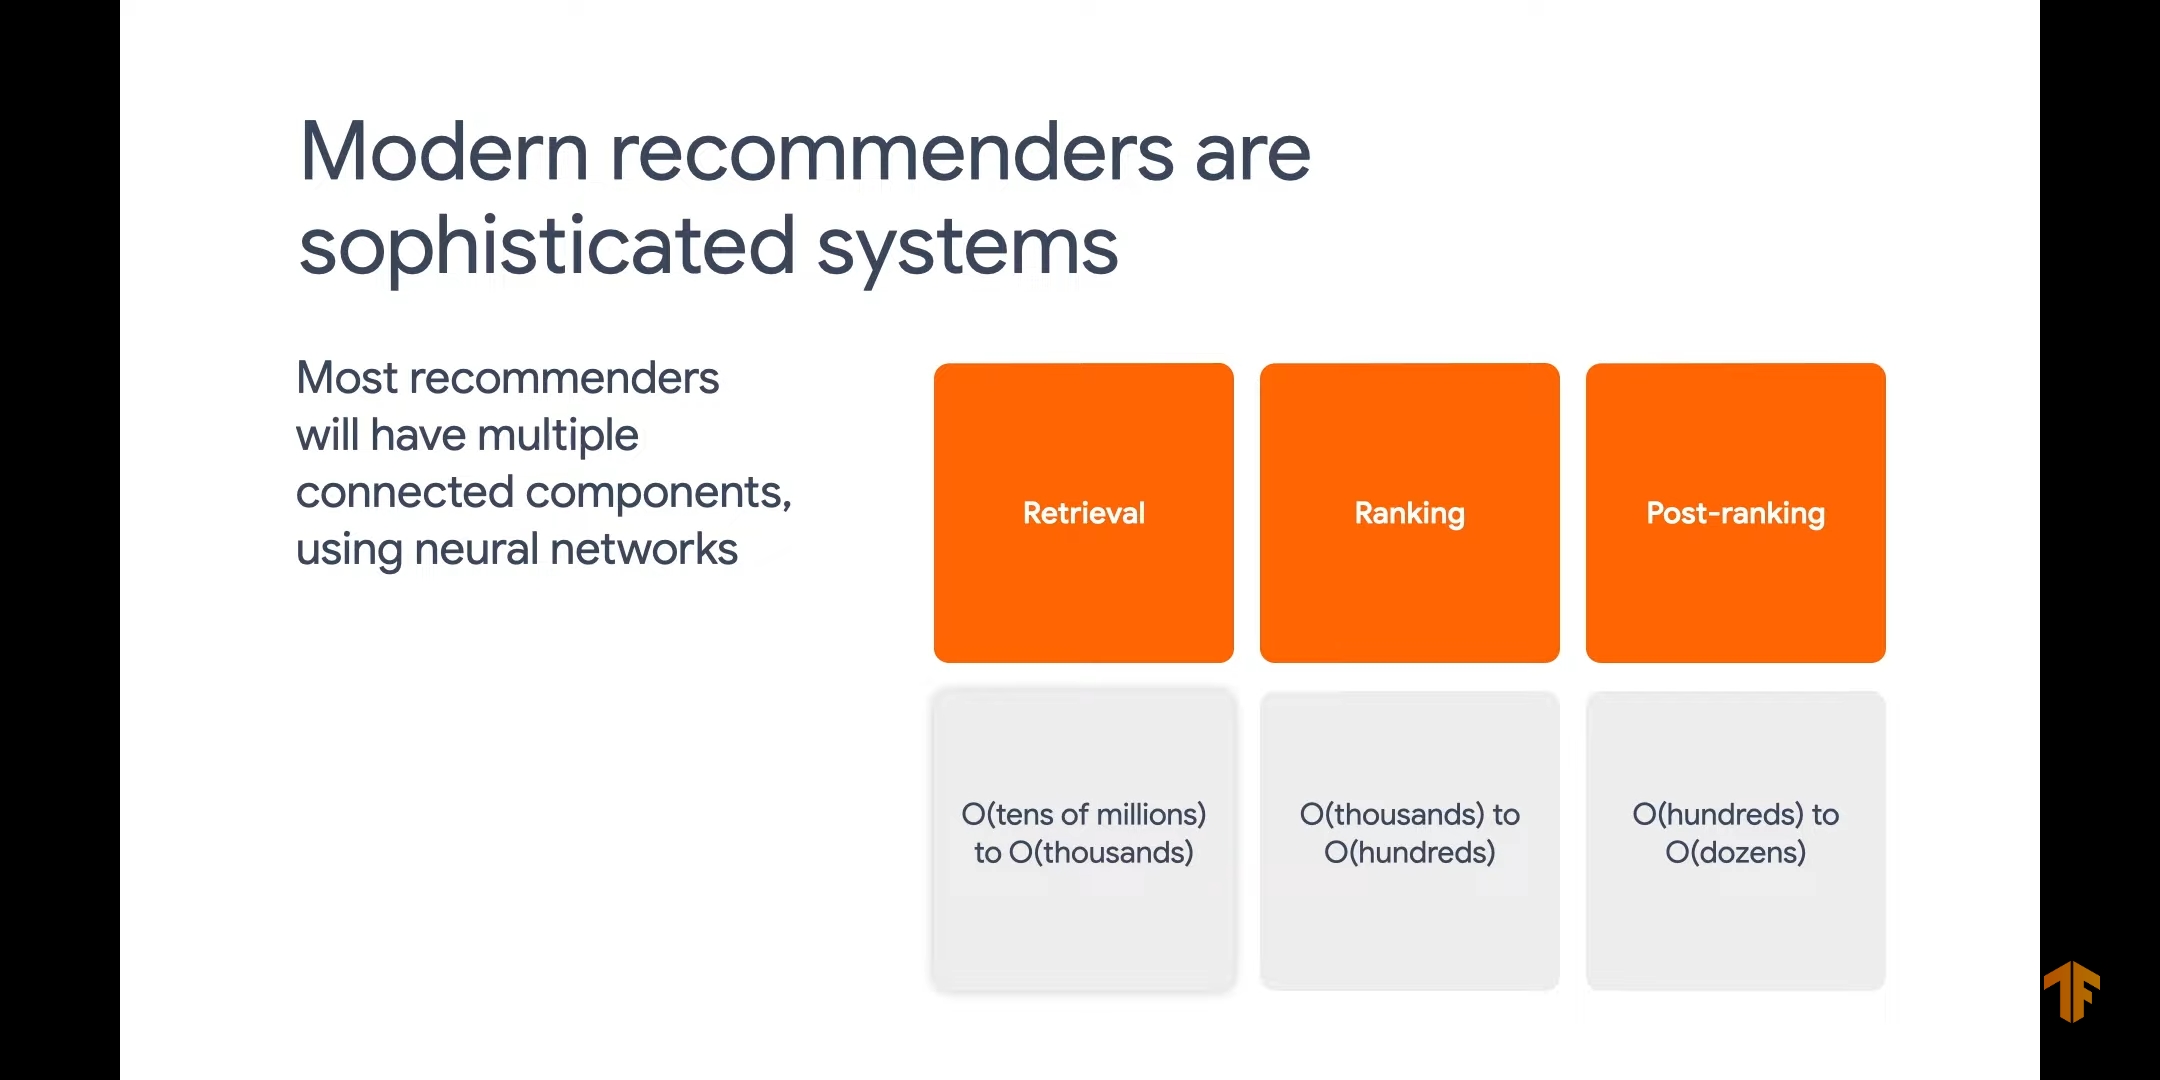 Modern recommenders are
sophisticated systems
Most recommenders
will have multiple
connected components,
using neural networks
Retrieval
Ranking
Post-ranking
O(tens of millions)
to O(thousands)
O(thousands) to
O(hundreds)
O(hundreds) to
O(dozens)